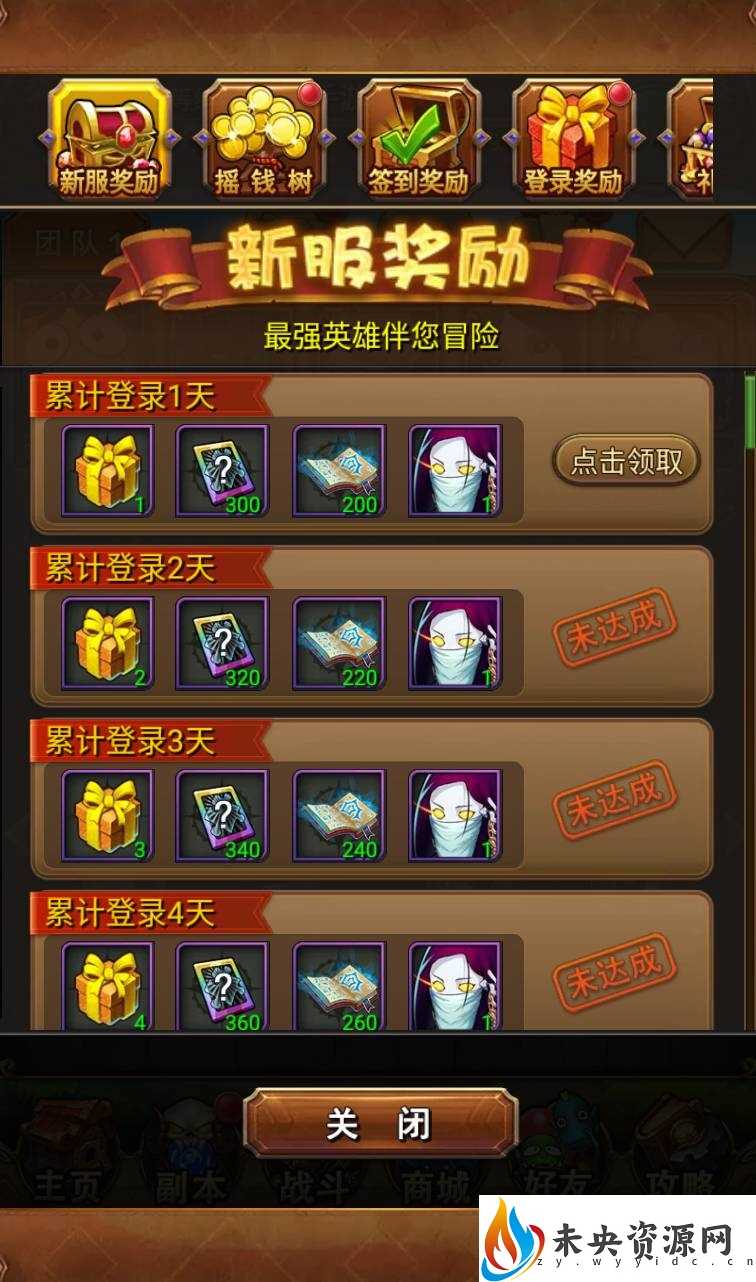 新服奖励
摇钱树
签到奖励
登录奖励
礼
团队1
新服奖励
最强英雄伴您冒险
累计登录1天
1
300
200
1
点击领取
累计登录2天
2
320
220
1
未达成
累计登录3天
3
340
240
1
未达成
累计登录4天
4
360
260
1
未达成
关 闭
主页
副本
战斗
商城
好友
攻略
未央资源网
zy.wyyidc.cn